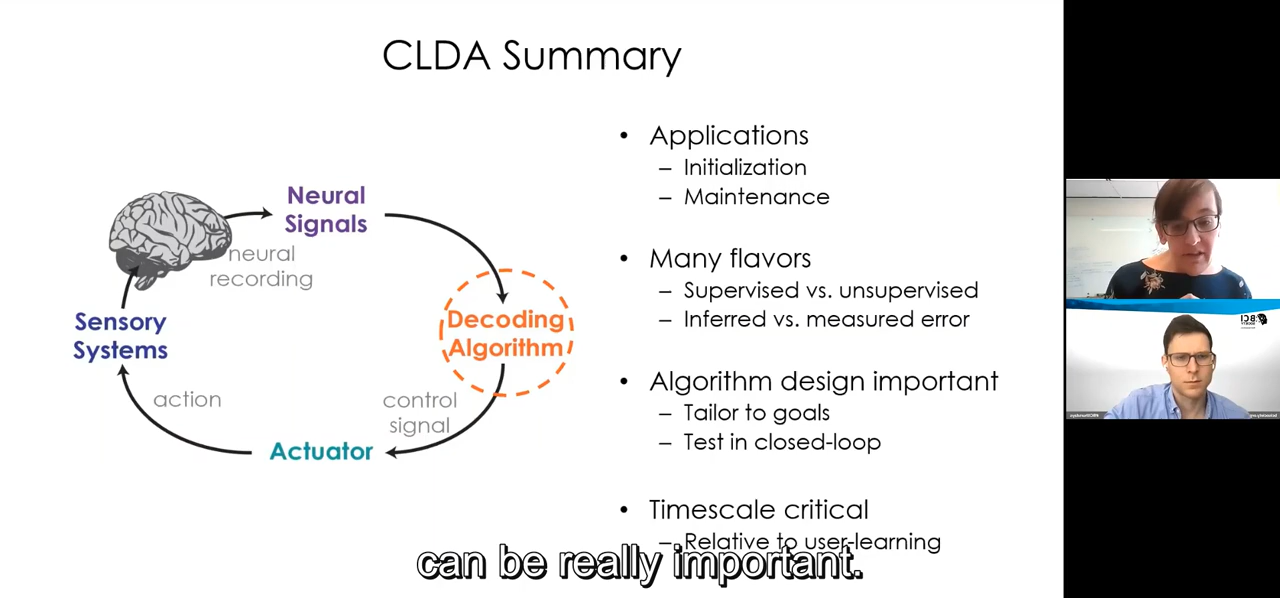 CLDA Summary
Neural
Signals
neural
recording
Decoding
Algorithm
control
signal
Actuator
action
Sensory
Systems
• Applications
– Initialization
– Maintenance
• Many flavors
– Supervised vs. unsupervised
– Inferred vs. measured error
• Algorithm design important
– Tailor to goals
– Test in closed-loop
• Timescale critical
– Relative to user-learning
can be really important.